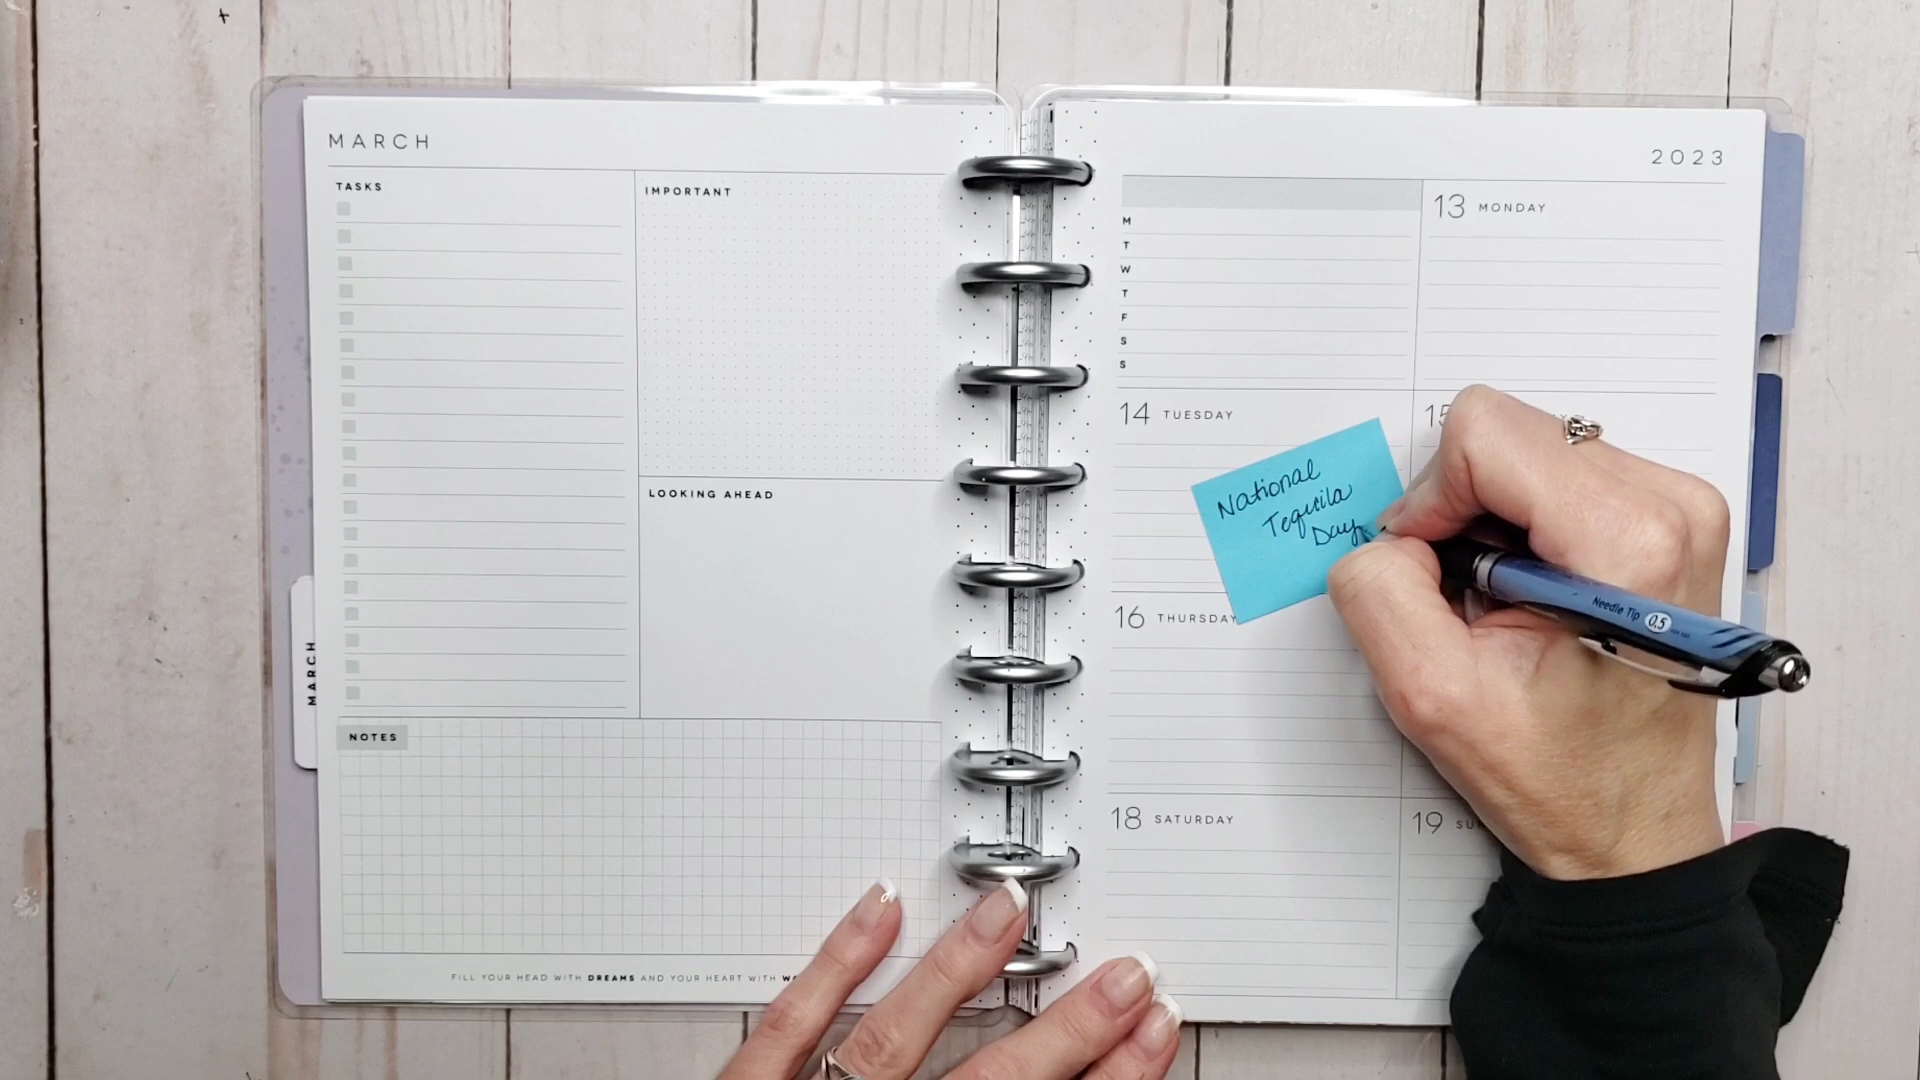 MARCH
TASKS
IMPORTANT
LOOKING AHEAD
NOTES
MARCH
FILL YOUR HEAD WITH DREAMS AND YOUR HEART WITH
2023
M
T
W
T
F
S
S
13 MONDAY
14 TUESDAY
15
National
Tequila
Day
16 THURSDAY
18 SATURDAY
19
Needle Tip 0.5